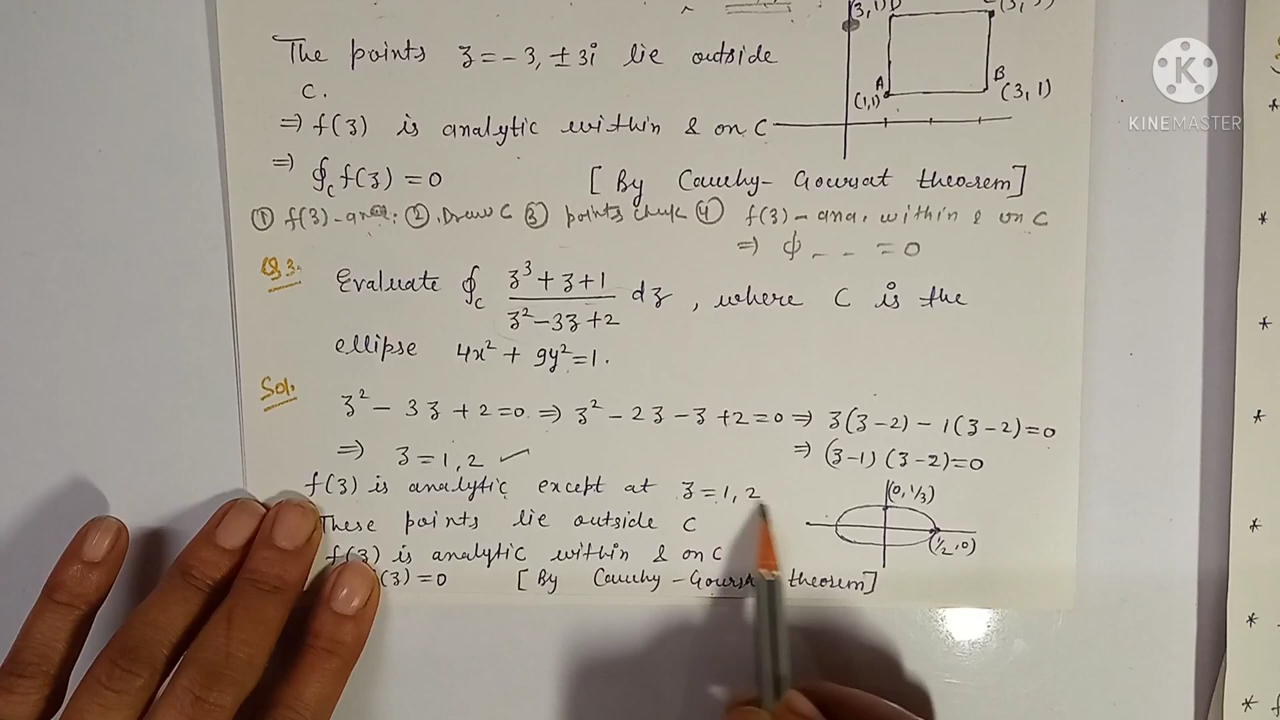 (3,1) D
The points z = -3, ±3i lie outside
C.
A
(1,1)
B
(3, 1)
K
KINEMASTER
⇒ f(z) is analytic within & on C
⇒ ∮c f(z) = 0 [ By Cauchy-Goursat theorem]
① f(z) - ana. ② Draw C ③ points check ④ f(z) - ana. within & on C
⇒ ∮ - - = 0
Q3. Evaluate ∮c (z³ + z + 1)/(z² - 3z + 2) dz , where C is the
ellipse 4x² + 9y² = 1.
Sol. z² - 3z + 2 = 0. ⇒ z² - 2z - z + 2 = 0 ⇒ z(z-2) - 1(z-2) = 0
⇒ z = 1, 2 ✓ ⇒ (z-1) (z-2) = 0
f(z) is analytic except at z = 1, 2
(0, 1/3)
These points lie outside C
(1/2, 0)
f(z) is analytic within & on C
(z) = 0 [ By Cauchy-Goursa theorem]